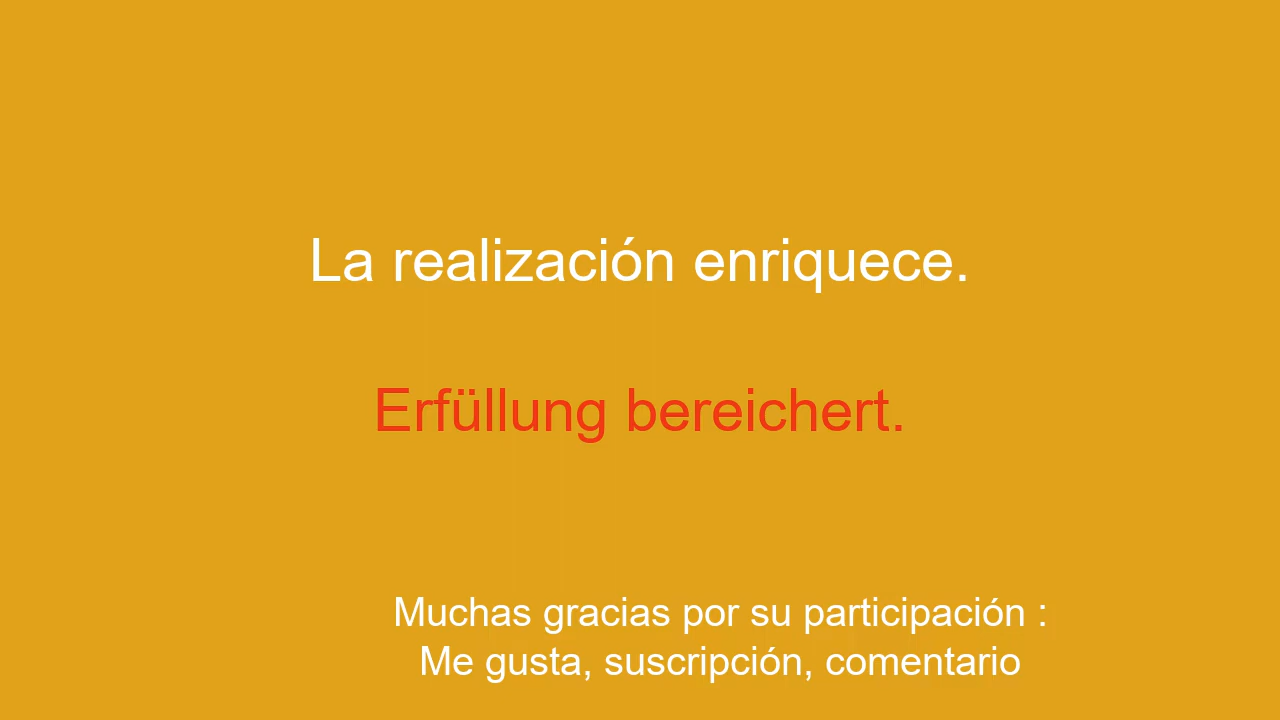 La realización enriquece.
Erfüllung bereichert.
Muchas gracias por su participación :
Me gusta, suscripción, comentario